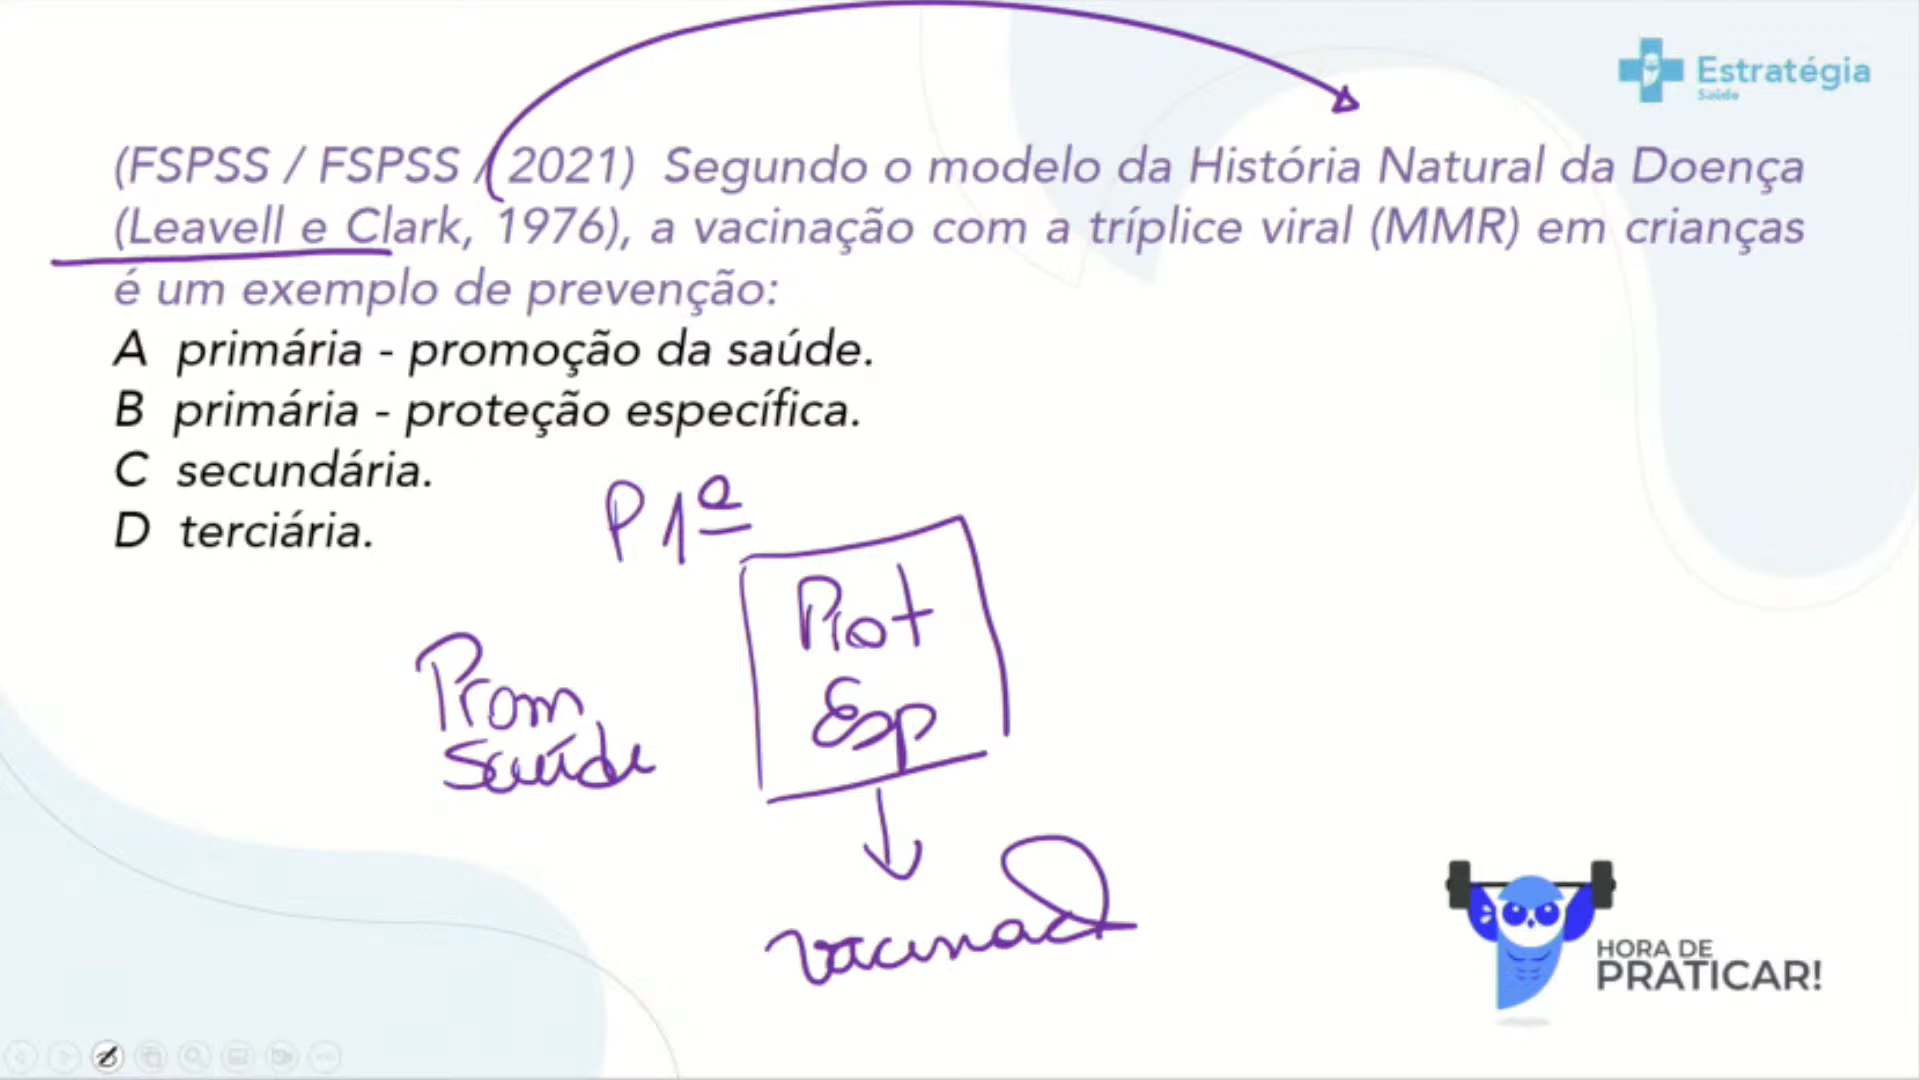 Estratégia
Saúde
(FSPSS / FSPSS / 2021) Segundo o modelo da História Natural da Doença
(Leavell e Clark, 1976), a vacinação com a tríplice viral (MMR) em crianças
é um exemplo de prevenção:
A primária - promoção da saúde.
B primária - proteção específica.
C secundária.
D terciária.
P 1ª
Prot
Esp
Prom
Saúde
HORA DE
PRATICAR!